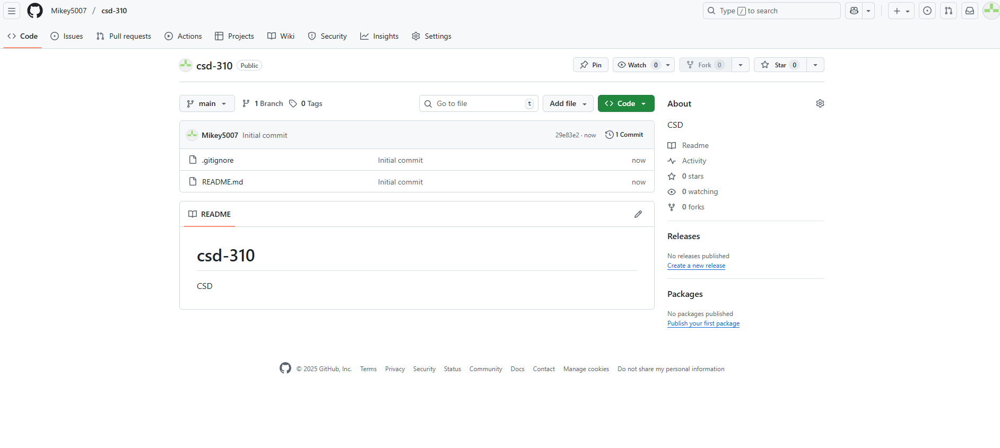 Mikey5007 / csd-310
Type / to search
Code Issues Pull requests Actions Projects Wiki Security Insights Settings
csd-310 Public
Pin Watch 0 Fork 0 Star 0
main 1 Branch 0 Tags
Go to file t Add file Code
Mikey5007 Initial commit 29e83e2 · now 1 Commit
.gitignore Initial commit now
README.md Initial commit now
README
csd-310
CSD
About
CSD
Readme
Activity
0 stars
0 watching
0 forks
Releases
No releases published
Create a new release
Packages
No packages published
Publish your first package
© 2025 GitHub, Inc. Terms Privacy Security Status Community Docs Contact Manage cookies Do not share my personal information